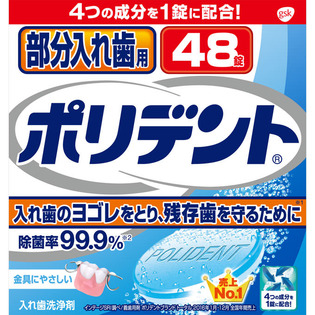 4つの成分を1錠に配合!
gsk
部分入れ歯用
48錠
ポリデント®
入れ歯のヨゴレをとり、残存歯を守るために※1
除菌率99.9%※2
POLIDENT
金具にやさしい
売上
No.1
4つの成分を
1錠に配合!
入れ歯洗浄剤